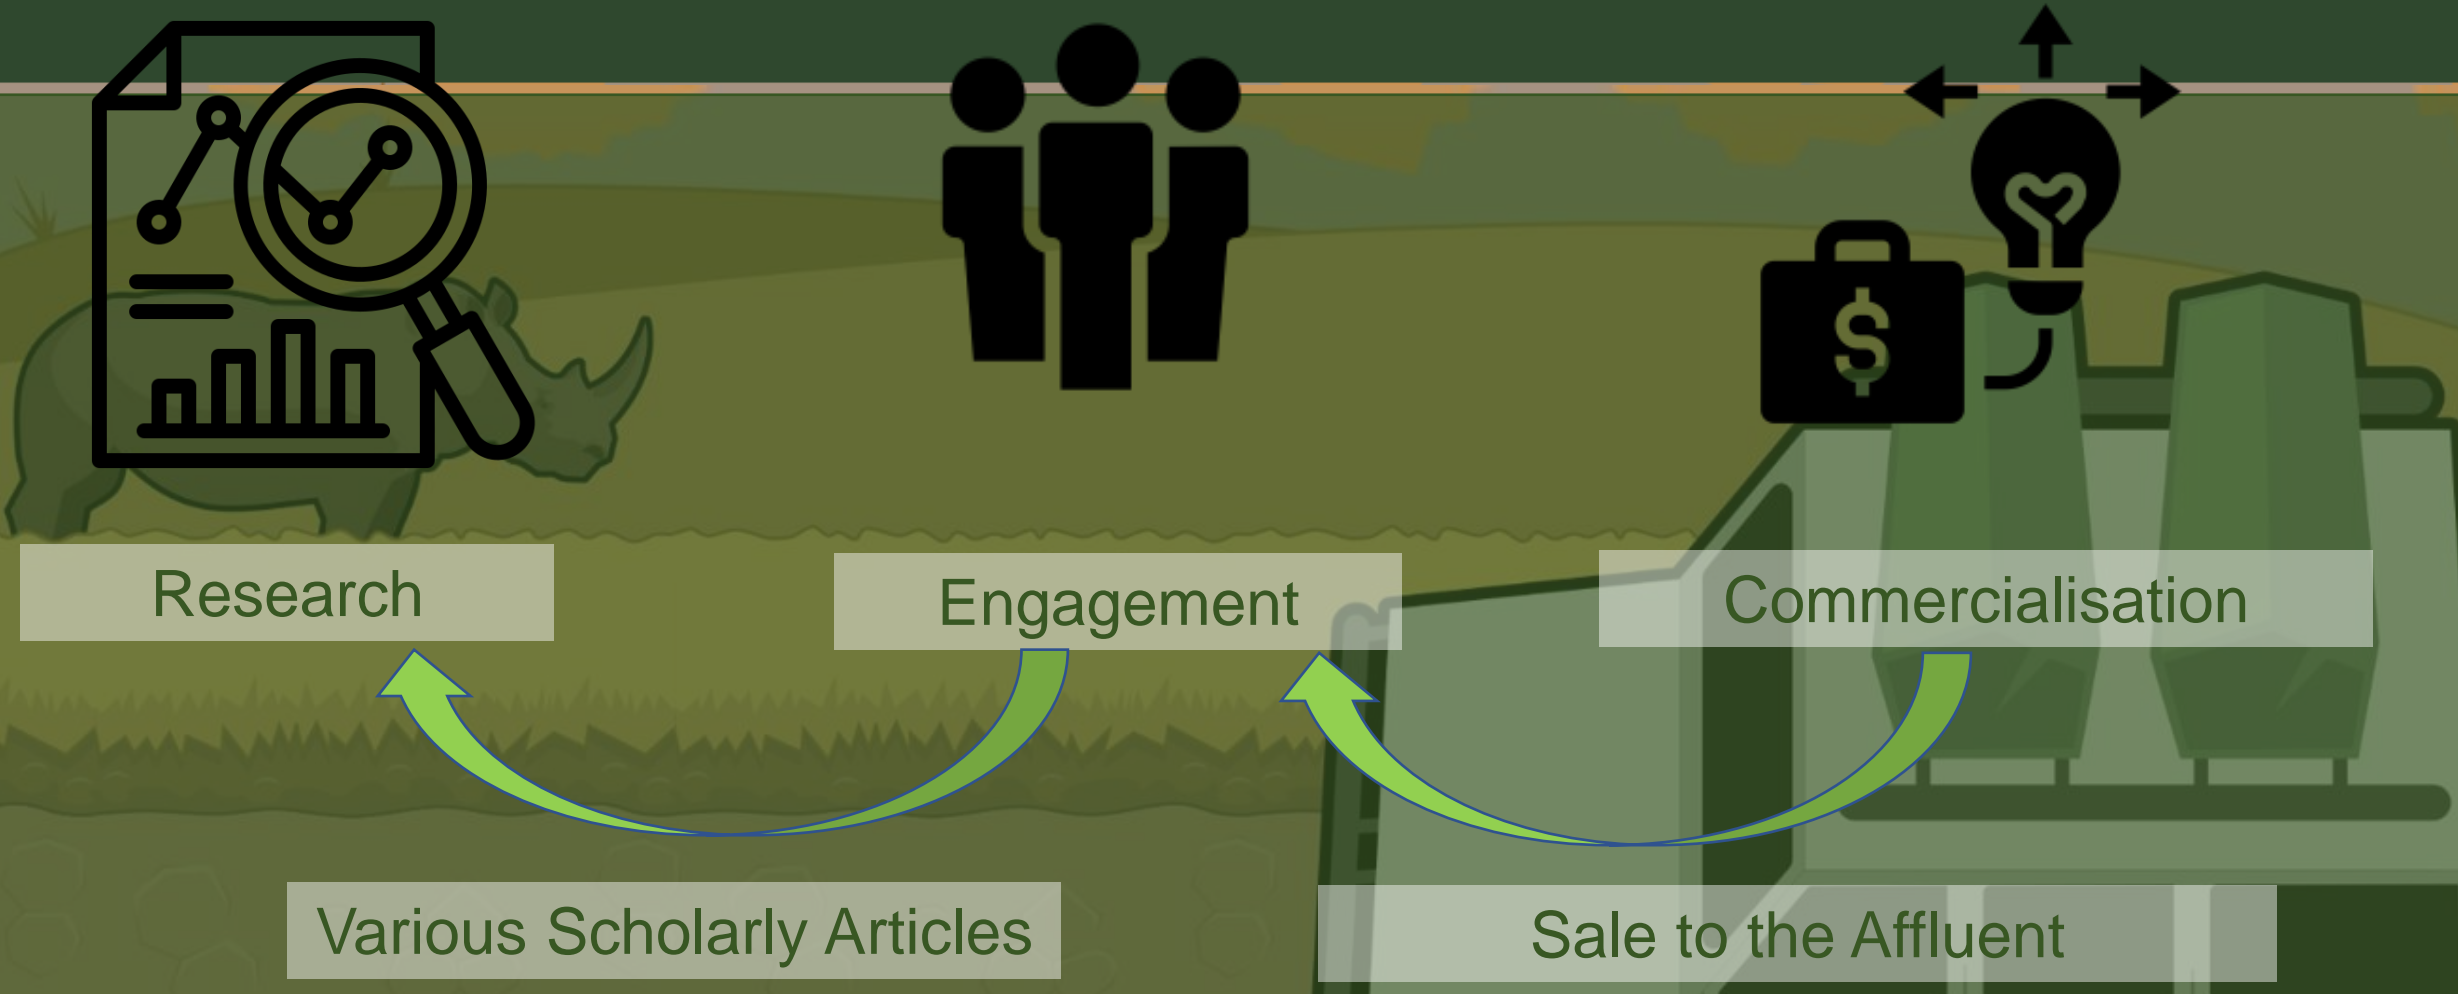 Research
Engagement
Commercialisation
Various Scholarly Articles
Sale to the Affluent